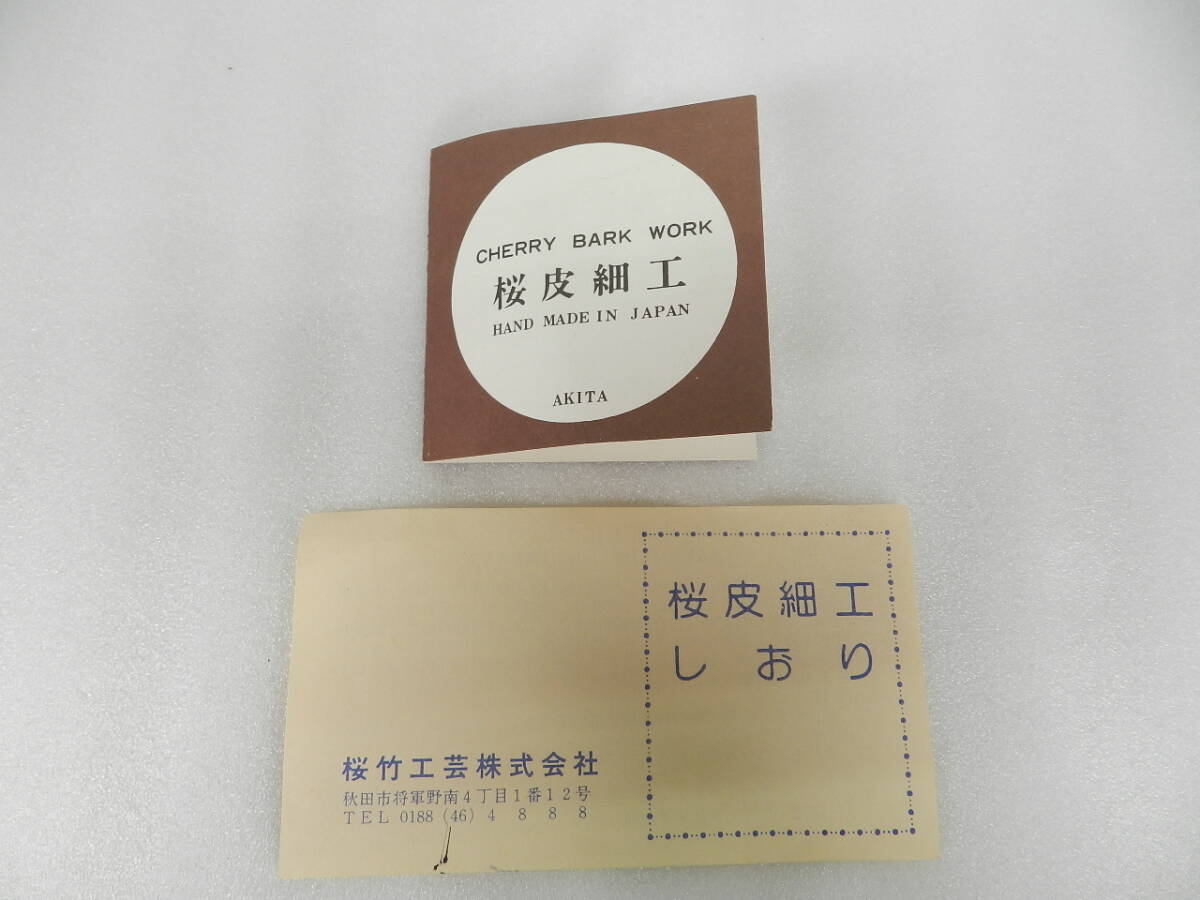 CHERRY BARK WORK
桜皮細工
HAND MADE IN JAPAN
AKITA
桜皮細工
しおり
桜竹工芸株式会社
秋田市将軍野南4丁目1番12号
TEL 0188 (46) 4888